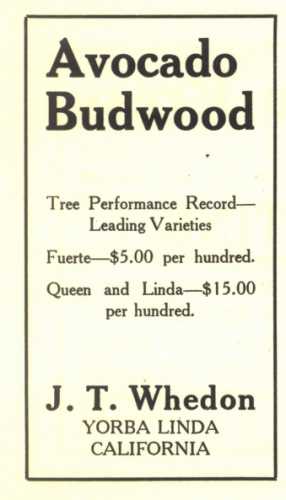 Avocado
Budwood
Tree Performance Record—
Leading Varieties
Fuerte—$5.00 per hundred.
Queen and Linda—$15.00
per hundred.
J. T. Whedon
YORBA LINDA
CALIFORNIA